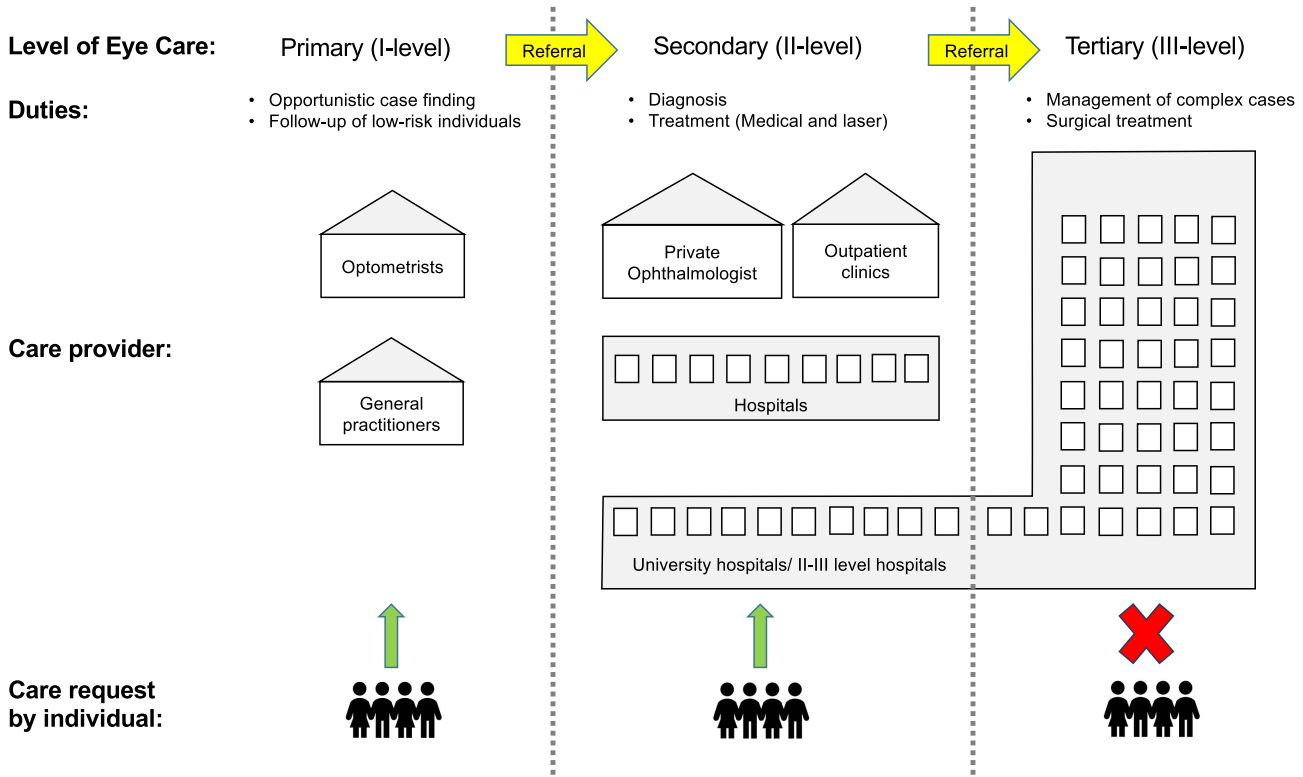 Level of Eye Care:
Primary (I-level)
Referral
Secondary (II-level)
Referral
Tertiary (III-level)
Duties:
• Opportunistic case finding
• Follow-up of low-risk individuals
• Diagnosis
• Treatment (Medical and laser)
• Management of complex cases
• Surgical treatment
Care provider:
Optometrists
General
practitioners
Private
Ophthalmologist
Outpatient
clinics
Hospitals
University hospitals/ II-III level hospitals
Care request
by individual: